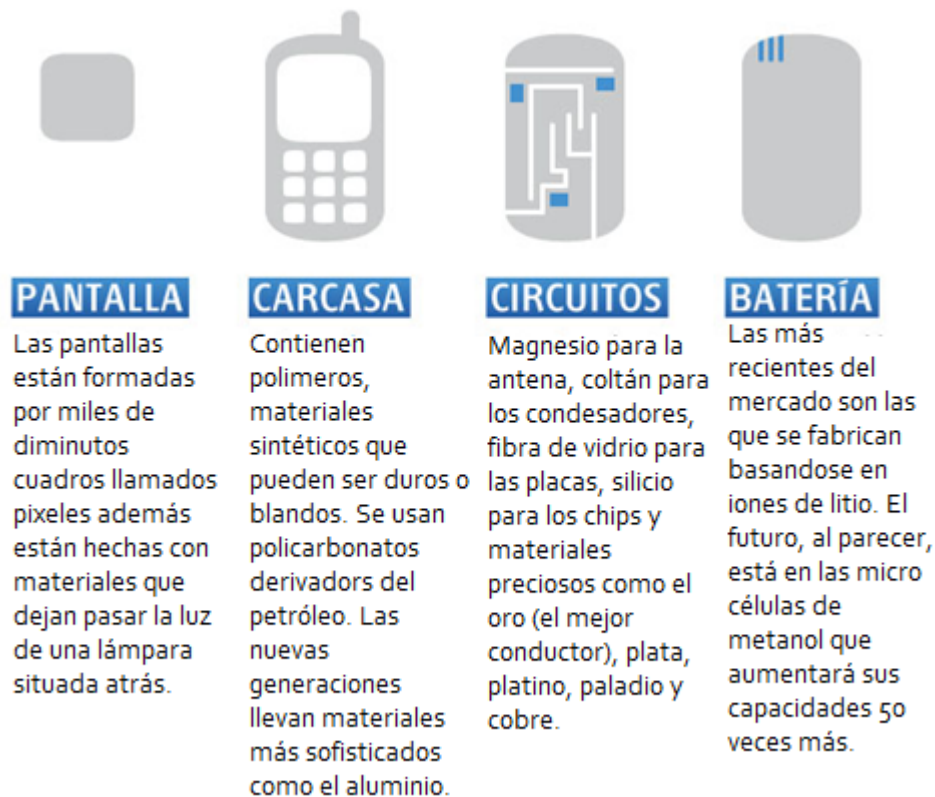 PANTALLA
Las pantallas
están formadas
por miles de
diminutos
cuadros llamados
pixeles además
están hechas con
materiales que
dejan pasar la luz
de una lámpara
situada atrás.
CARCASA
Contienen
polimeros,
materiales
sintéticos que
pueden ser duros o
blandos. Se usan
policarbonatos
derivadors del
petróleo. Las
nuevas
generaciones
llevan materiales
más sofisticados
como el aluminio.
CIRCUITOS
Magnesio para la
antena, coltán para
los condesadores,
fibra de vidrio para
las placas, silicio
para los chips y
materiales
preciosos como el
oro (el mejor
conductor), plata,
platino, paladio y
cobre.
BATERíA
Las más
recientes del
mercado son las
que se fabrican
basandose en
iones de litio. El
futuro, al parecer,
está en las micro
células de
metanol que
aumentará sus
capacidades 50
veces más.